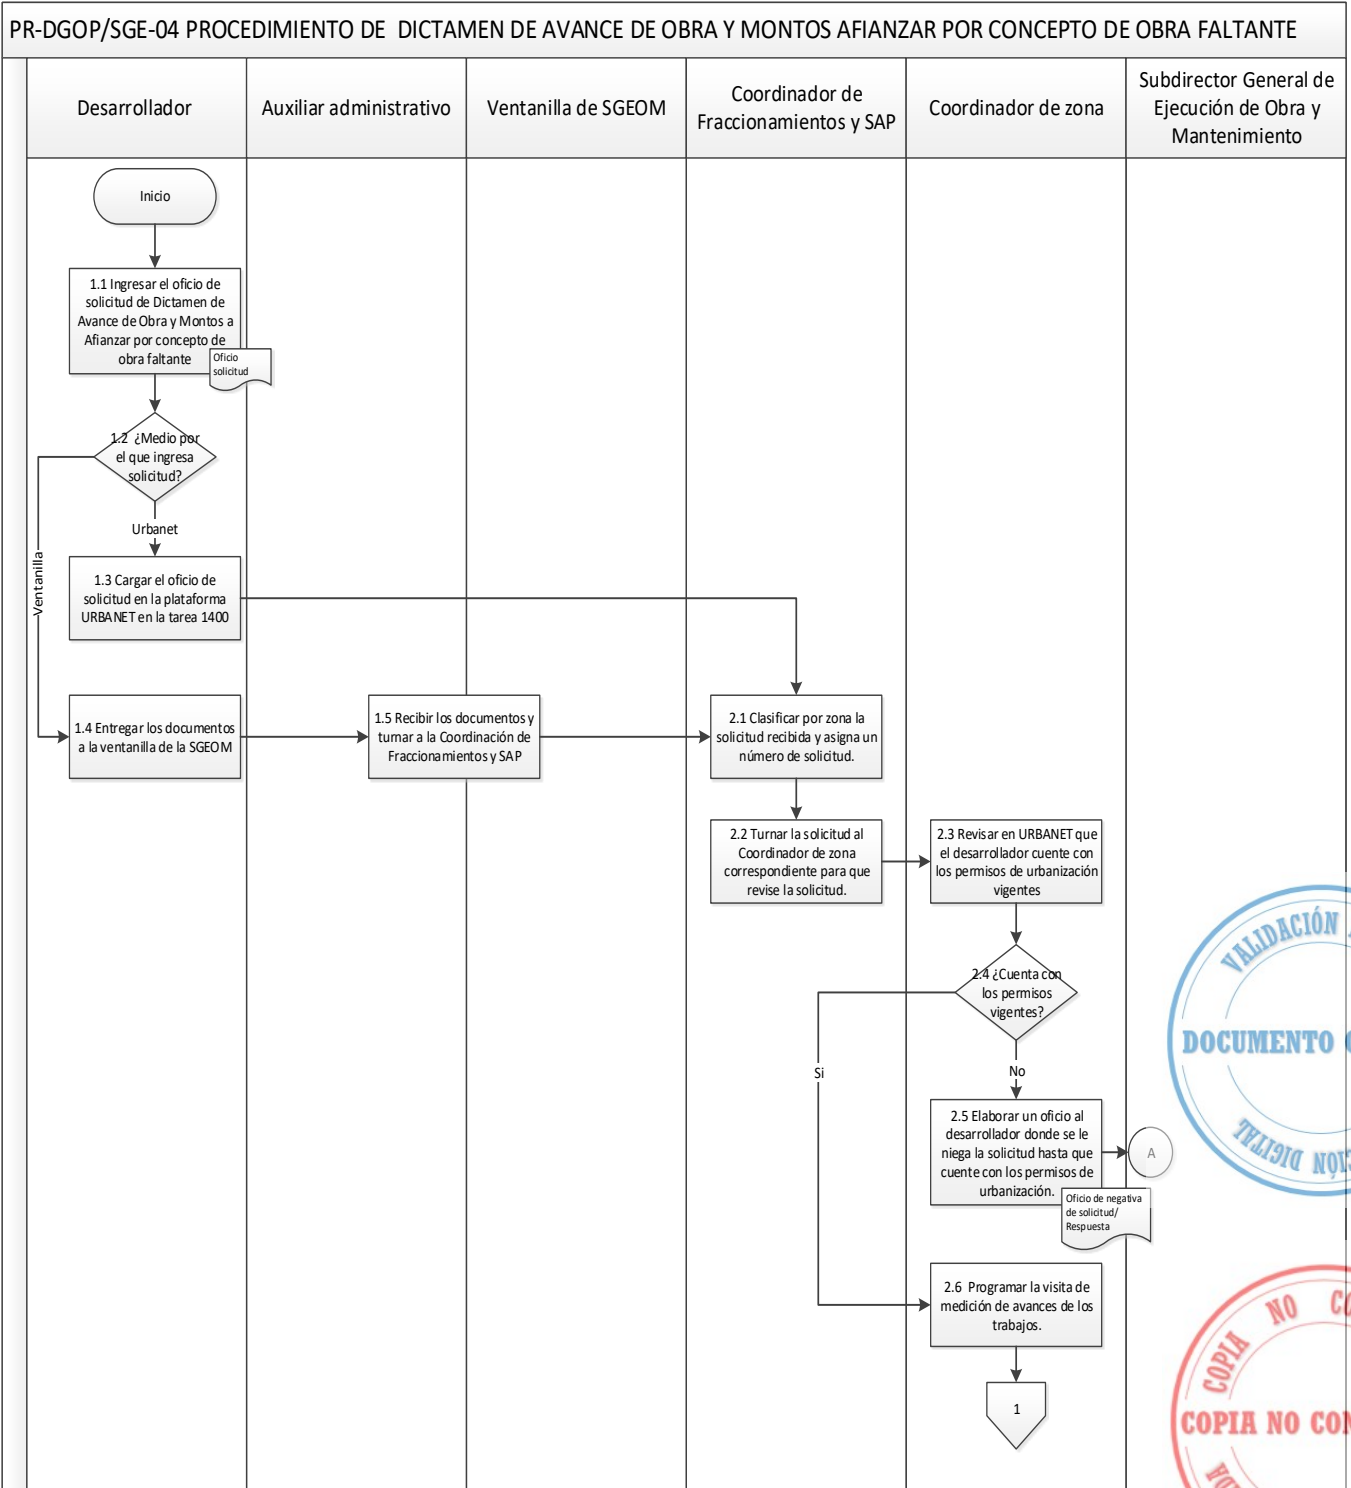 PR-DGOP/SGE-04 PROCEDIMIENTO DE DICTAMEN DE AVANCE DE OBRA Y MONTOS AFIANZAR POR CONCEPTO DE OBRA FALTANTE
Desarrollador
Auxiliar administrativo
Ventanilla de SGEOM
Coordinador de
Fraccionamientos y SAP
Coordinador de zona
Subdirector General de
Ejecución de Obra y
Mantenimiento
Inicio
1.1 Ingresar el oficio de
solicitud de Dictamen de
Avance de Obra y Montos a
Afianzar por concepto de
obra faltante
Oficio
solicitud
1.2 ¿Medio por
el que ingresa
solicitud?
Urbanet
Ventanilla
1.3 Cargar el oficio de
solicitud en la plataforma
URBANET en la tarea 1400
1.4 Entregar los documentos
a la ventanilla de la SGEOM
1.5 Recibir los documentos y
turnar a la Coordinación de
Fraccionamientos y SAP
2.1 Clasificar por zona la
solicitud recibida y asigna un
número de solicitud.
2.2 Turnar la solicitud al
Coordinador de zona
correspondiente para que
revise la solicitud.
2.3 Revisar en URBANET que
el desarrollador cuente con
los permisos de urbanización
vigentes
2.4 ¿Cuenta con
los permisos
vigentes?
Si
No
2.5 Elaborar un oficio al
desarrollador donde se le
niega la solicitud hasta que
cuente con los permisos de
urbanización.
A
Oficio de negativa
de solicitud/
Respuesta
2.6 Programar la visita de
medición de avances de los
trabajos.
1
VALIDACIÓN
DOCUMENTO
DIGITAL
COPIA NO
COPIA NO